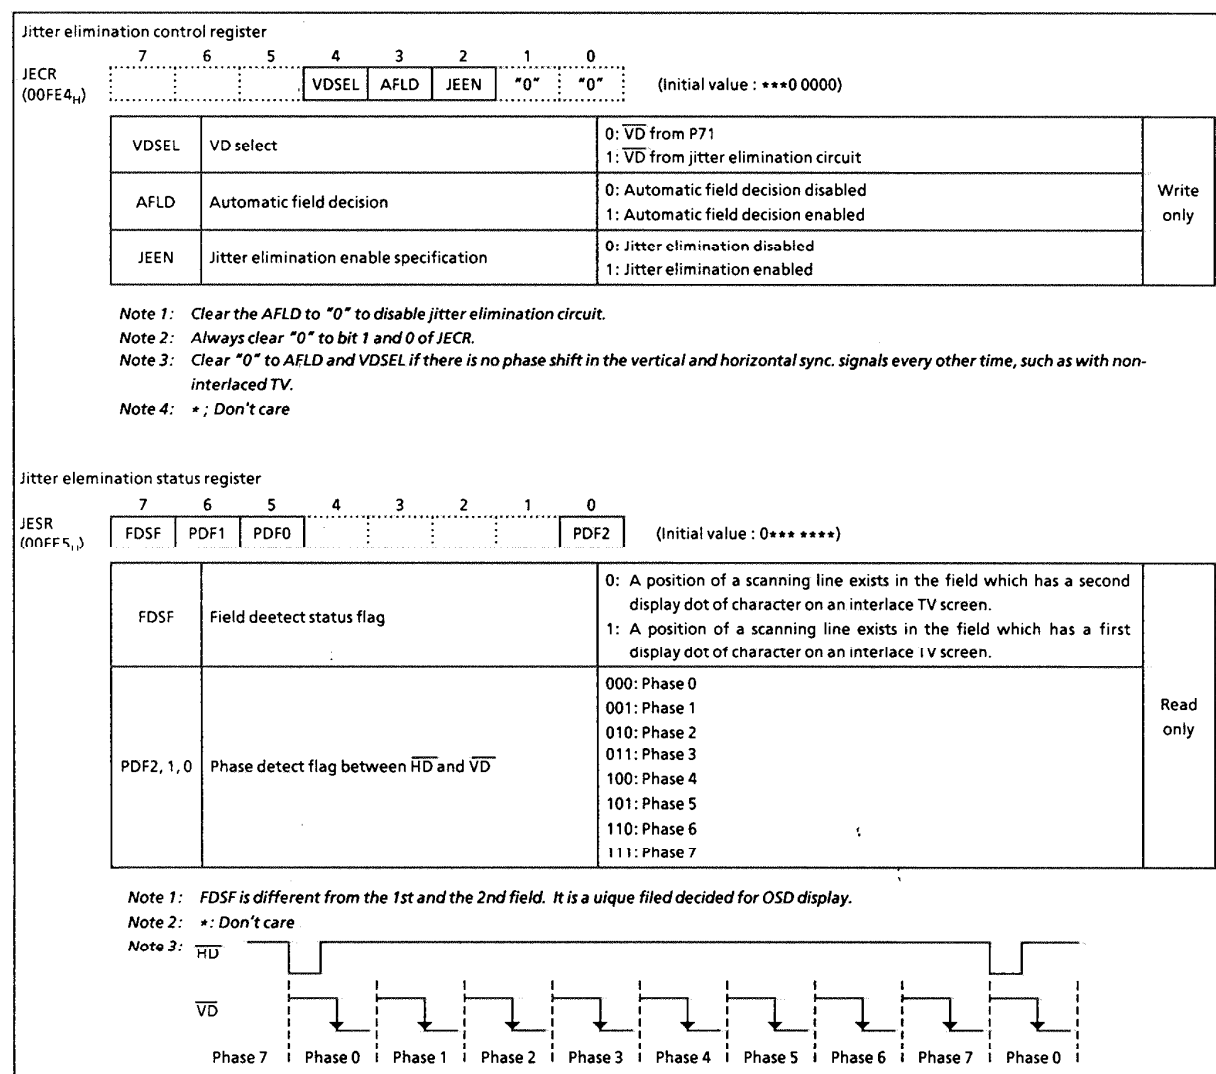 Jitter elimination control register
7 6 5 4 3 2 1 0
JECR
(00FE4H)
VDSEL AFLD JEEN "0" "0" (Initial value : ***0 0000)
VDSEL VD select
0: VD from P71
1: VD from jitter elimination circuit
AFLD Automatic field decision
0: Automatic field decision disabled
1: Automatic field decision enabled
JEEN Jitter elimination enable specification
0: Jitter elimination disabled
1: Jitter elimination enabled
Write
only
Note 1: Clear the AFLD to "0" to disable jitter elimination circuit.
Note 2: Always clear "0" to bit 1 and 0 of JECR.
Note 3: Clear "0" to AFLD and VDSEL if there is no phase shift in the vertical and horizontal sync. signals every other time, such as with non-
interlaced TV.
Note 4: * ; Don't care
Jitter elemination status register
7 6 5 4 3 2 1 0
JESR
(00FE5H)
FDSF PDF1 PDF0 PDF2 (Initial value : 0*** ****)
FDSF Field deetect status flag
0: A position of a scanning line exists in the field which has a second
display dot of character on an interlace TV screen.
1: A position of a scanning line exists in the field which has a first
display dot of character on an interlace TV screen.
PDF2, 1, 0 Phase detect flag between HD and VD
000: Phase 0
001: Phase 1
010: Phase 2
011: Phase 3
100: Phase 4
101: Phase 5
110: Phase 6
111: Phase 7
Read
only
Note 1: FDSF is different from the 1st and the 2nd field. It is a uique filed decided for OSD display.
Note 2: *: Don't care
Note 3: HD
VD
Phase 7 Phase 0 Phase 1 Phase 2 Phase 3 Phase 4 Phase 5 Phase 6 Phase 7 Phase 0